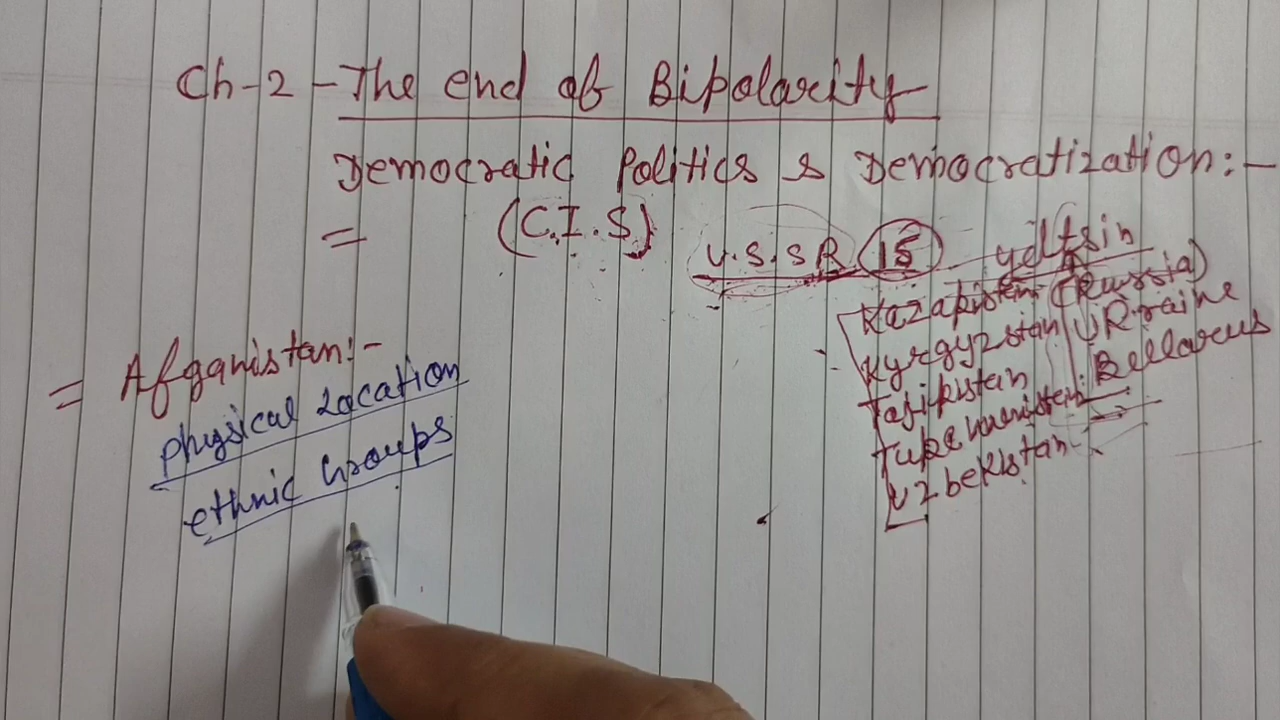 Ch-2-The end of Bipolarity
Democratic Politics & Democratization:-
= (C.I.S)
U.S.S.R 15 yeltsin
Kazakistan (Russia)
Kyrgyzstan UKraine
Tajikistan Bellarus
Uzbekistan
= Afganistan:-
Physical Location
ethnic Groups